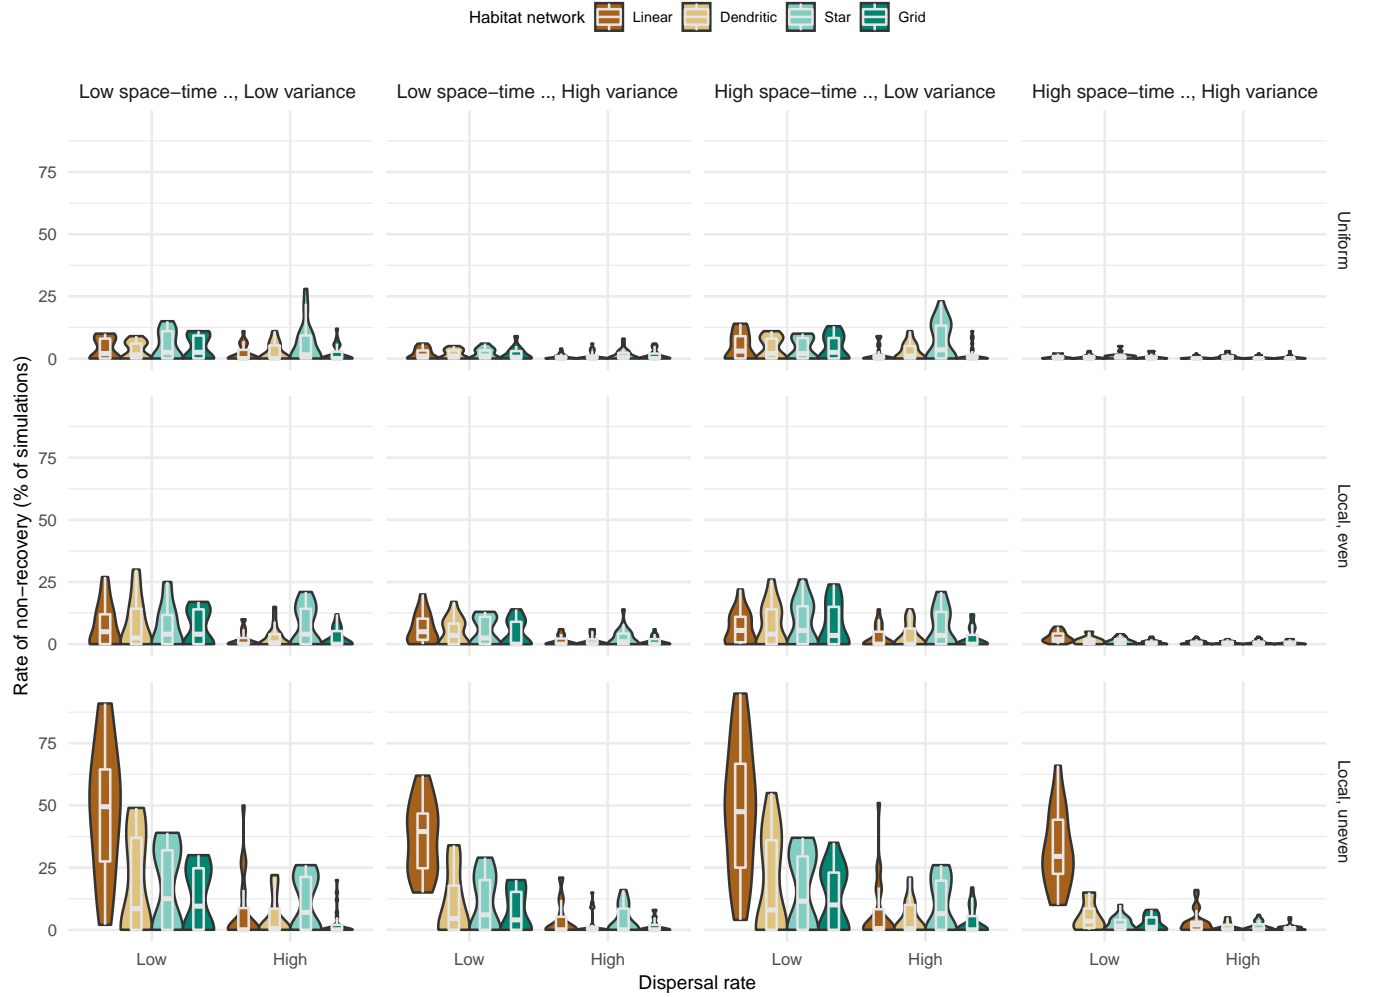 Habitat network Linear Dendritic Star Grid
Low space−time .., Low variance
Low space−time .., High variance
High space−time .., Low variance
High space−time .., High variance
75
50
25
0
Uniform
75
50
25
0
Local, even
75
50
25
0
Local, uneven
Rate of non−recovery (% of simulations)
Low High Low High Low High Low High
Dispersal rate